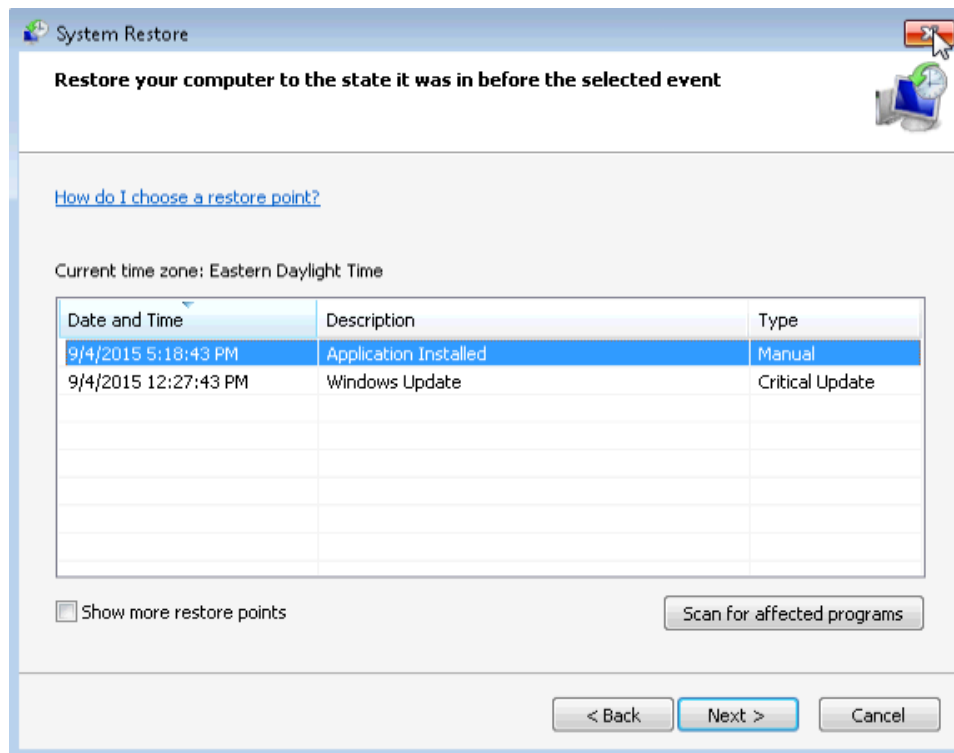 System Restore
Restore your computer to the state it was in before the selected event
How do I choose a restore point?
Current time zone: Eastern Daylight Time
Date and Time Description Type
9/4/2015 5:18:43 PM Application Installed Manual
9/4/2015 12:27:43 PM Windows Update Critical Update
Show more restore points Scan for affected programs
< Back Next > Cancel